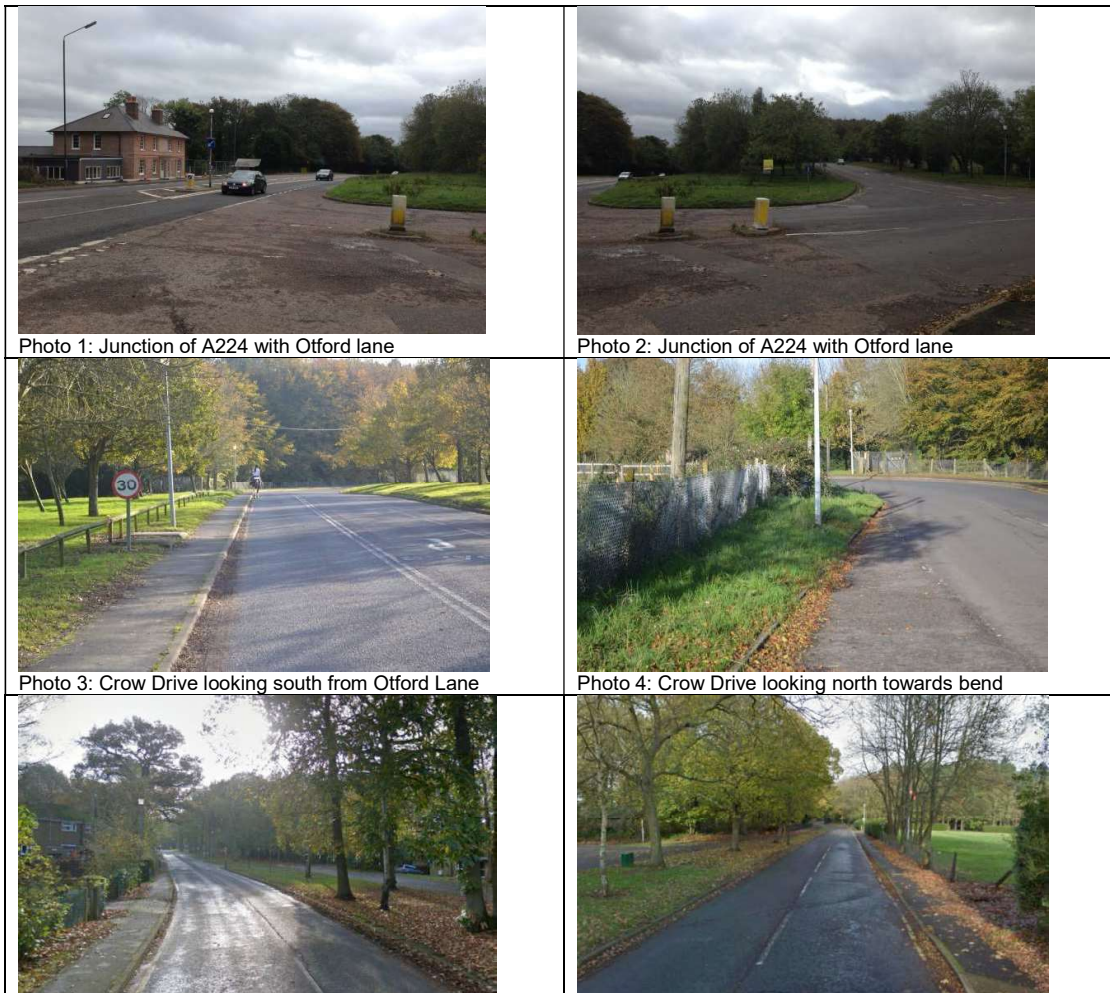 Photo 1: Junction of A224 with Otford lane
Photo 2: Junction of A224 with Otford lane
30
Photo 3: Crow Drive looking south from Otford Lane
Photo 4: Crow Drive looking north towards bend